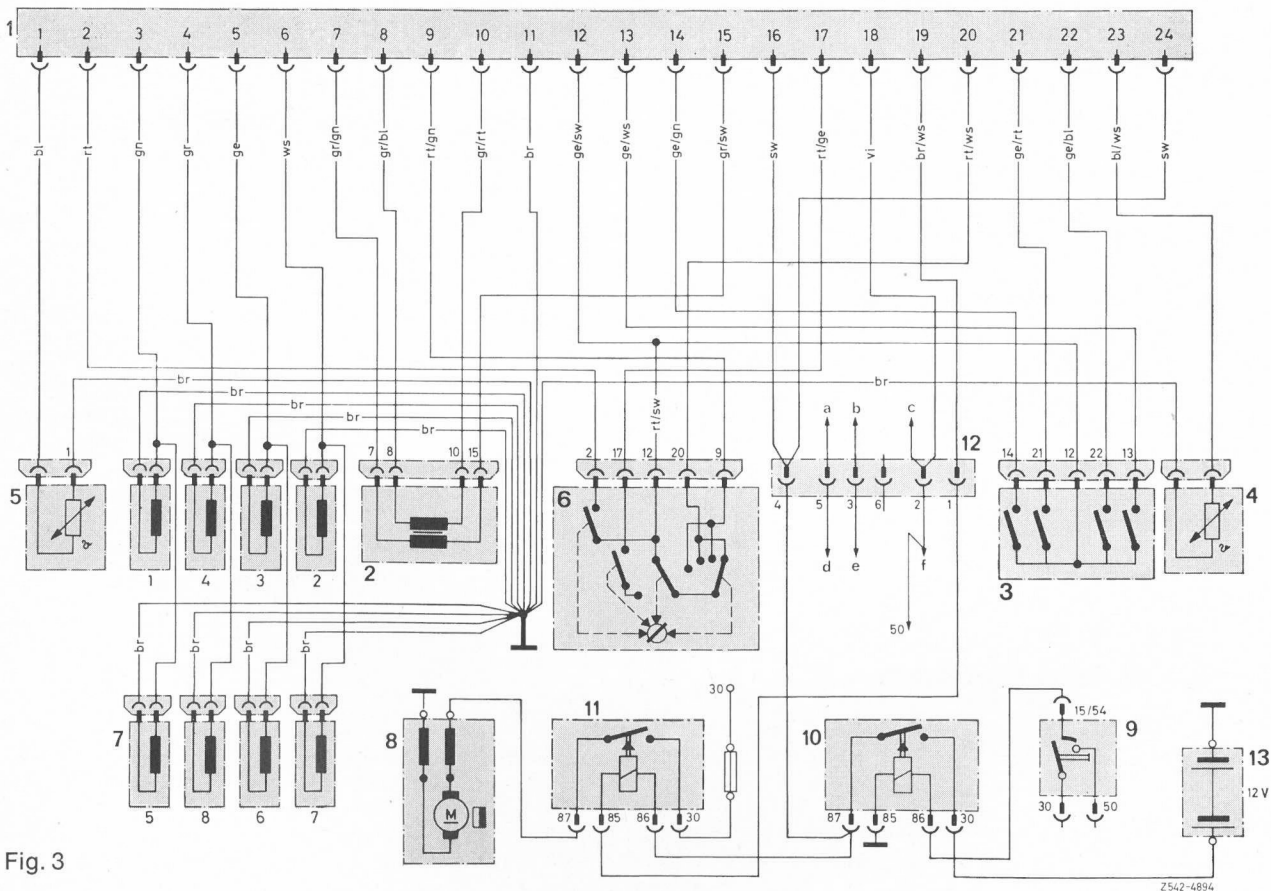 1
1 2 3 4 5 6 7 8 9 10 11 12 13 14 15 16 17 18 19 20 21 22 23 24
bl rt gn gr ge ws gr/gn gr/bl rt/gn gr/rt br ge/sw ge/ws ge/gn gr/sw sw rt/ge vi br/ws rt/ws ge/rt ge/bl bl/ws sw
br
br
br
br
br
br
rt/sw
a b c
1
7 8 10 15
2 17 12 20 9
12
14 21 12 22 13
5
6
4 5 3 6 2 1
4
1 4 3 2
2
d e f
3
50
br br br br
30
7
8
11
10
15/54
9
13
12 V
M
30 50
5 8 6 7
87 85 86 30
87 85 86 30
Fig. 3
Z542-4894